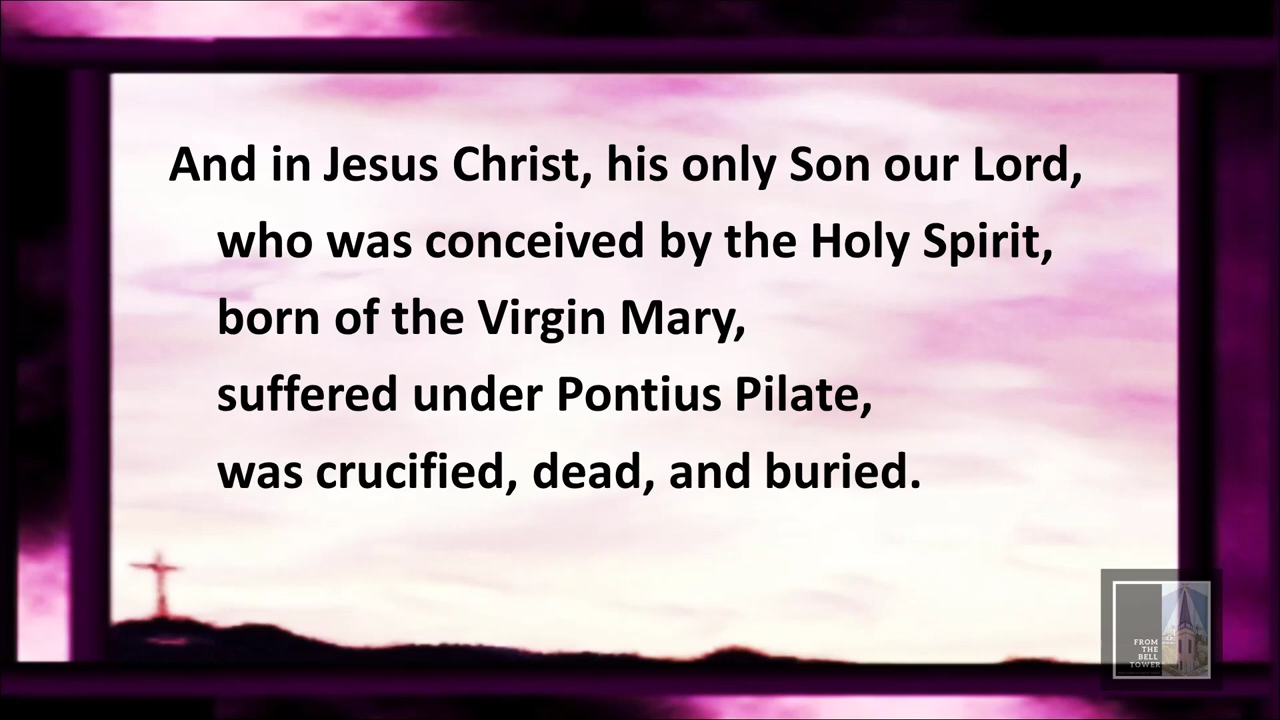 And in Jesus Christ, his only Son our Lord,
who was conceived by the Holy Spirit,
born of the Virgin Mary,
suffered under Pontius Pilate,
was crucified, dead, and buried.
FROM
THE
BELL
TOWER